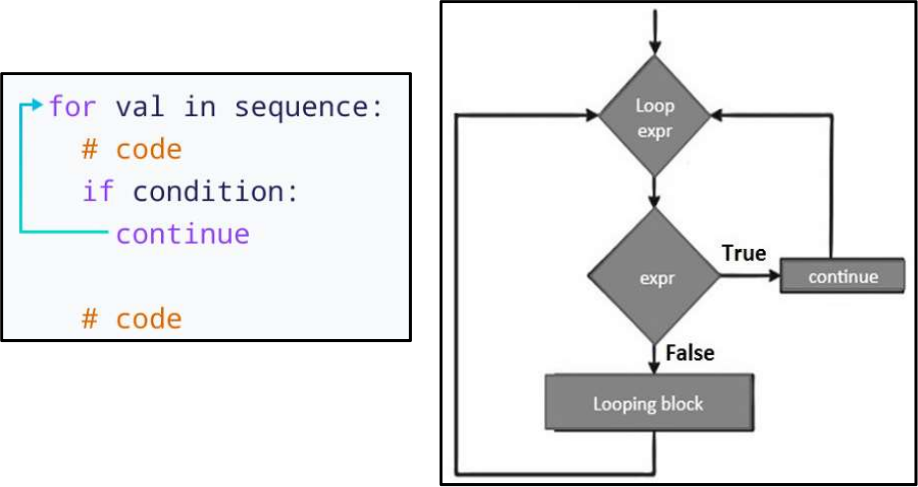 for val in sequence:
# code
if condition:
continue
# code
Loop
expr
expr
True
continue
False
Looping block